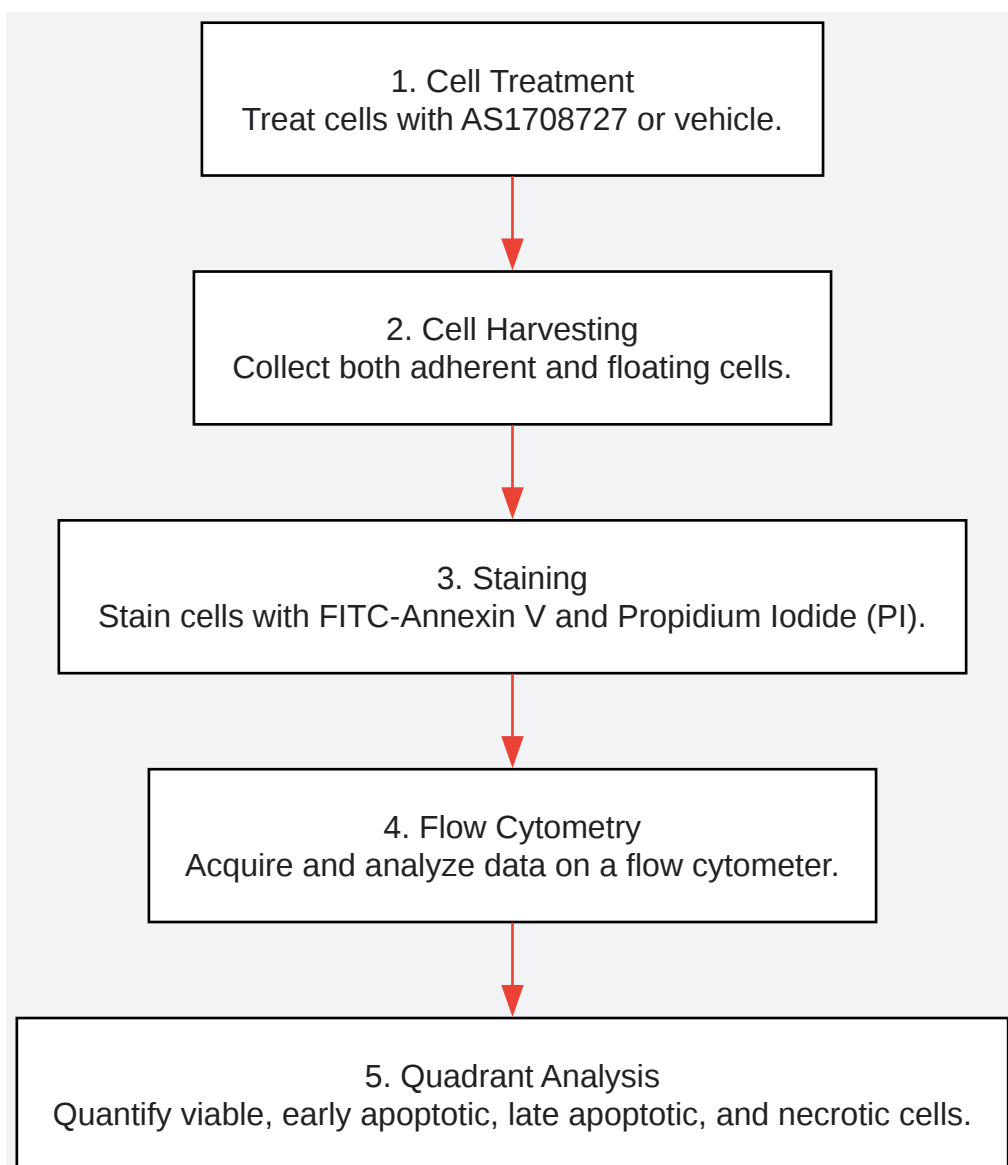 1. Cell Treatment
Treat cells with AS1708727 or vehicle.
2. Cell Harvesting
Collect both adherent and floating cells.
3. Staining
Stain cells with FITC-Annexin V and Propidium Iodide (PI).
4. Flow Cytometry
Acquire and analyze data on a flow cytometer.
5. Quadrant Analysis
Quantify viable, early apoptotic, late apoptotic, and necrotic cells.